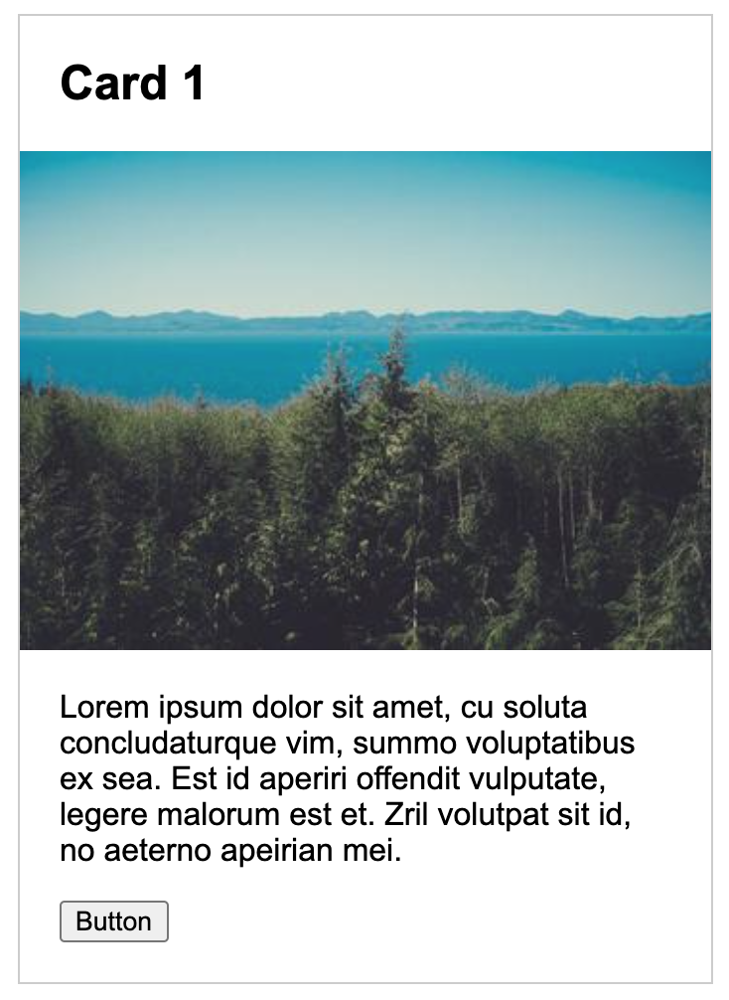 Card 1
Lorem ipsum dolor sit amet, cu soluta
concludaturque vim, summo voluptatibus
ex sea. Est id aperiri offendit vulputate,
legere malorum est et. Zril volutpat sit id,
no aeterno apeirian mei.
Button